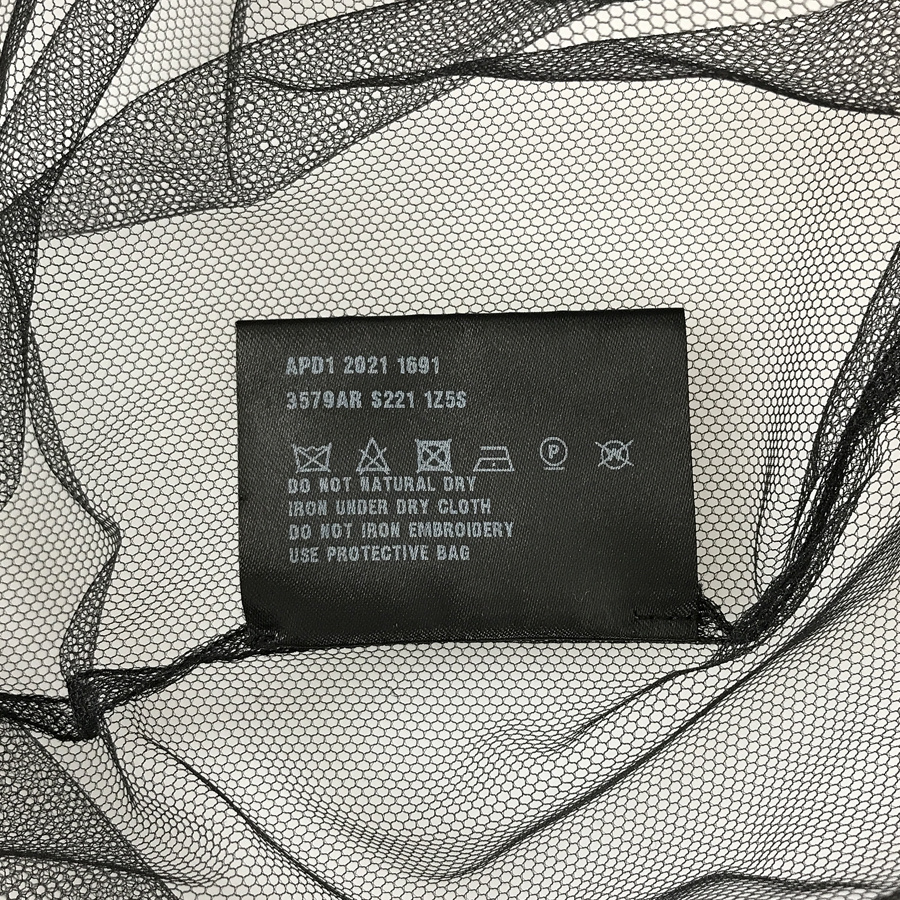 APD1 2021 1691
3579AR S221 1Z5S
P W
DO NOT NATURAL DRY
IRON UNDER DRY CLOTH
DO NOT IRON EMBROIDERY
USE PROTECTIVE BAG